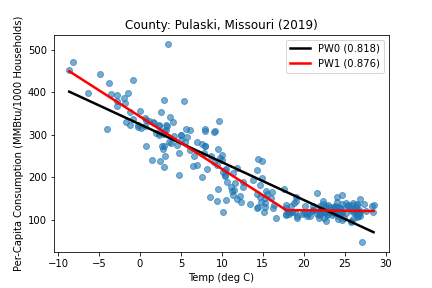 County: Pulaski, Missouri (2019)
PW0 (0.818)
PW1 (0.876)
Per-Capita Consumption (MMBtu/1000 Households)
500
400
300
200
100
−10
−5
0
5
10
15
20
25
30
Temp (deg C)